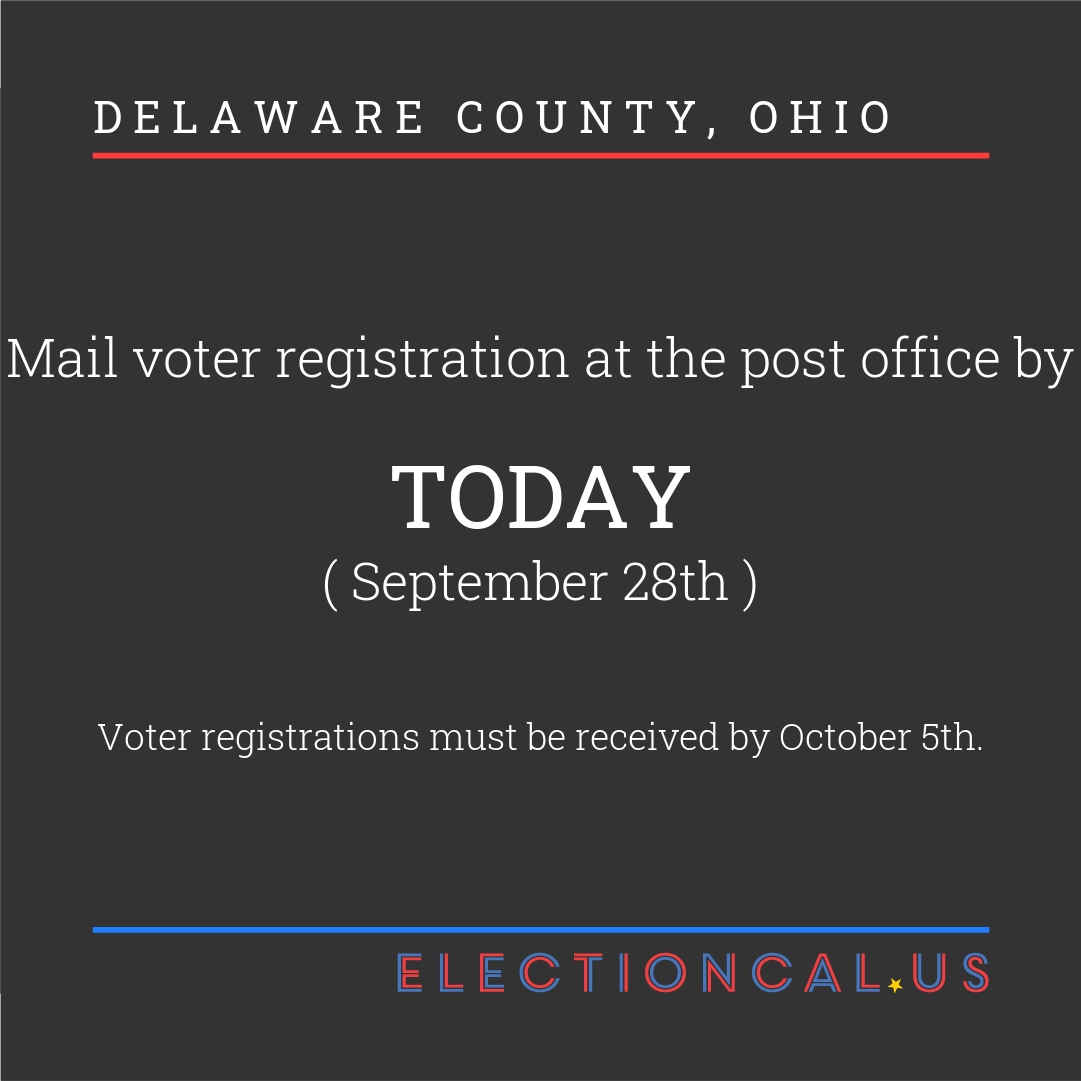 DELAWARE COUNTY, OHIO
Mail voter registration at the post office by
TODAY
( September 28th )
Voter registrations must be received by October 5th.
ELECTIONCAL.US